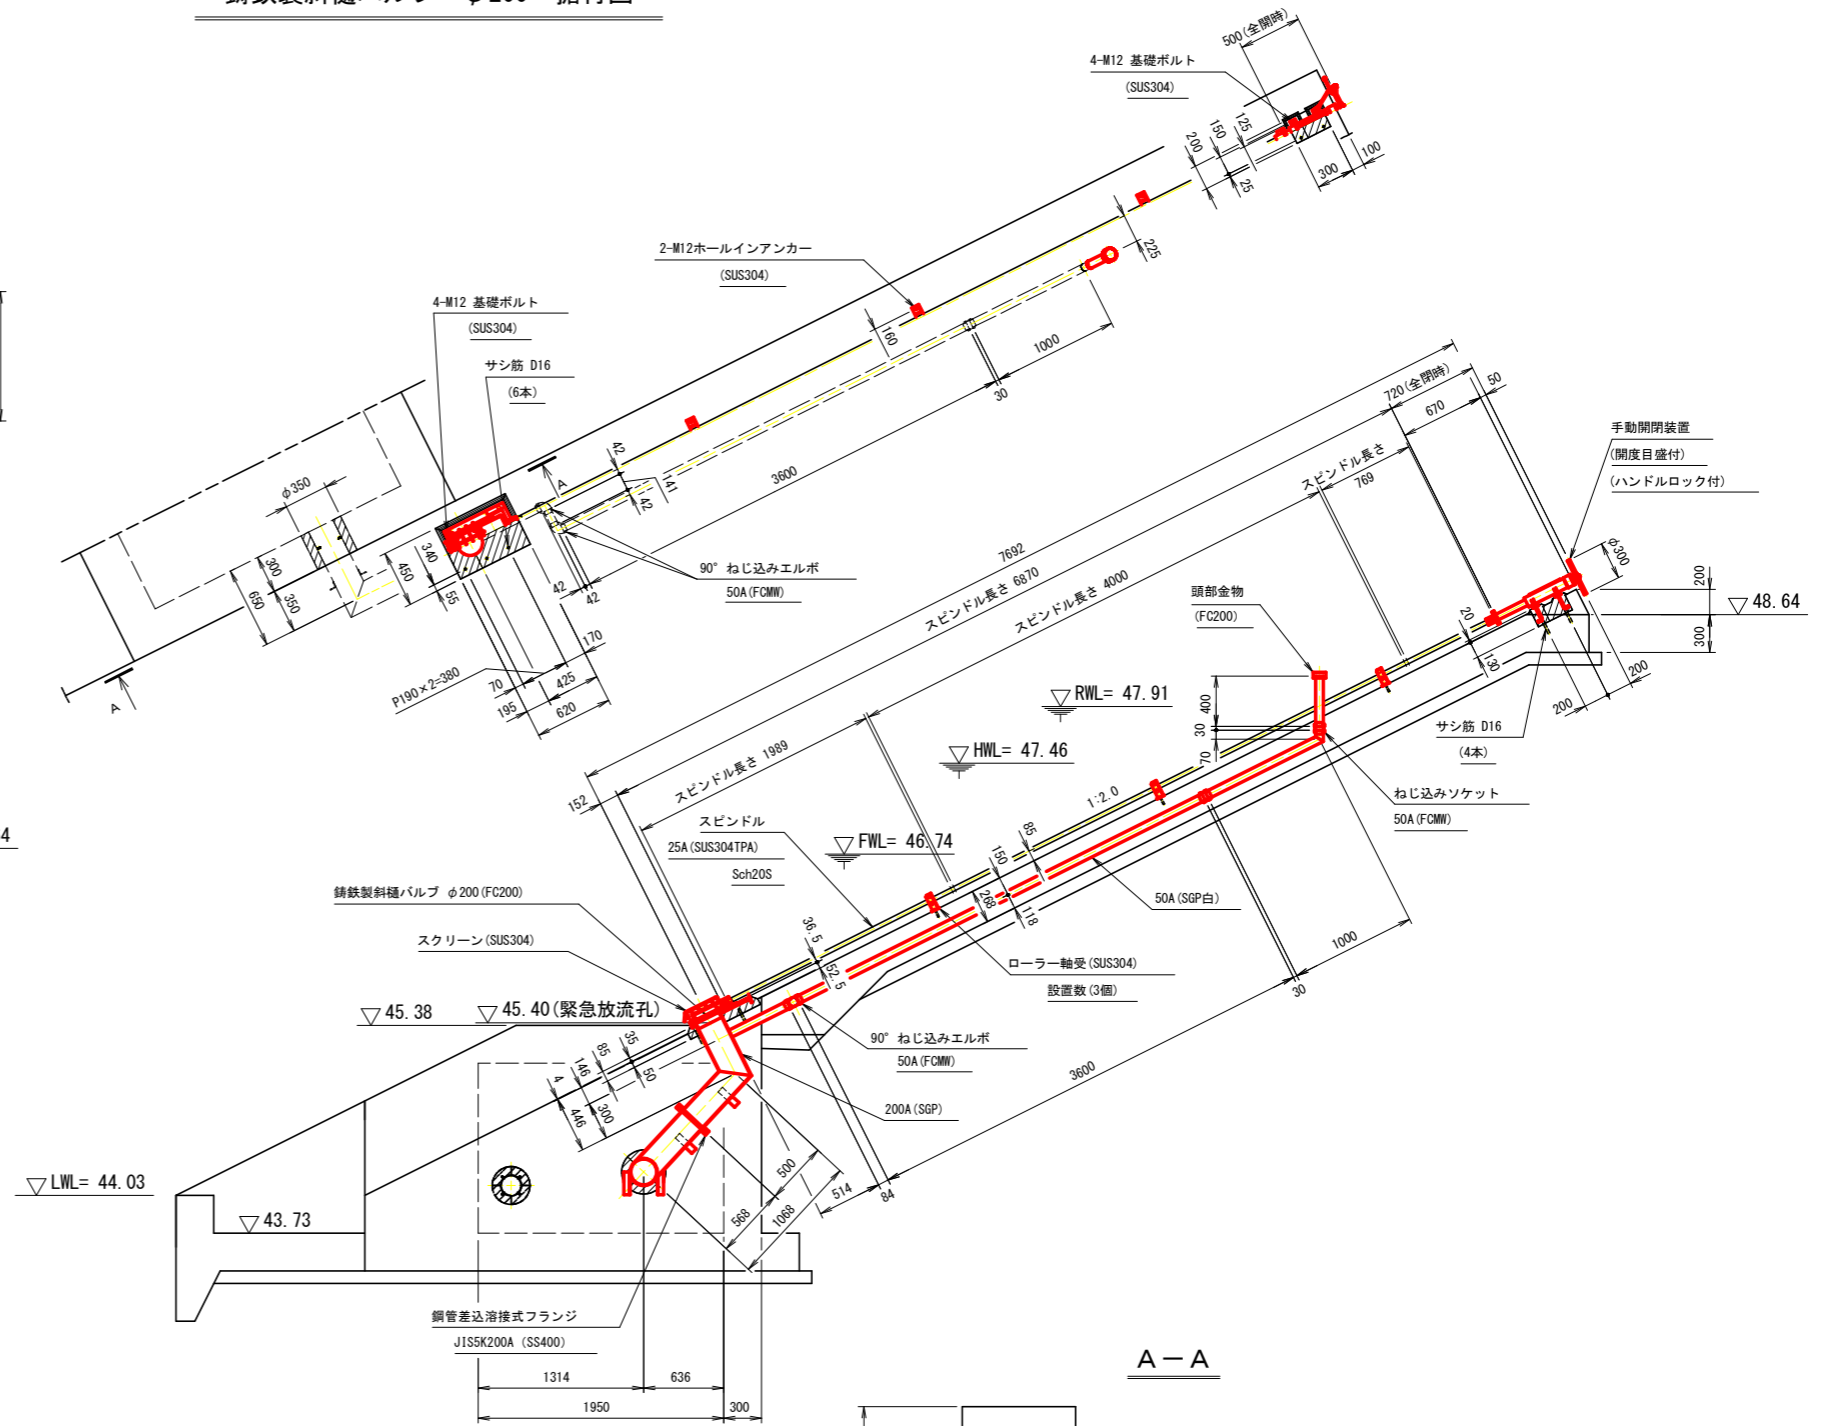 500(全開時)
4-M12 基礎ボルト
(SUS304)
200
150
125
25
300
100
225
2-M12ホールインアンカー
(SUS304)
160
1000
30
4-M12 基礎ボルト
(SUS304)
サシ筋 D16
(6本)
φ350
A
42
141
42
3600
300
650
350
450
340
55
42
42
90° ねじ込みエルボ
50A(FCMW)
A
P190×2=380
70
170
195
425
620
720(全閉時)
50
670
スピンドル長さ
769
7692
スピンドル長さ 6870
スピンドル長さ 4000
スピンドル長さ 1989
152
手動開閉装置
(開度目盛付)
(ハンドルロック付)
φ300
200
48.64
300
20
130
200
200
頭部金物
(FC200)
400
30
70
RWL= 47.91
HWL= 47.46
FWL= 46.74
サシ筋 D16
(4本)
ねじ込みソケット
50A(FCMW)
1:2.0
スピンドル
25A(SUS304TPA)
Sch20S
85
150
268
118
50A(SGP白)
1000
30
鋳鉄製斜樋バルブ φ200(FC200)
スクリーン(SUS304)
36.5
52.5
ローラー軸受(SUS304)
設置数(3個)
45.38
45.40(緊急放流孔)
90° ねじ込みエルボ
50A(FCMW)
3600
35
85
146
4
50
300
446
200A(SGP)
500
514
84
568
1068
LWL= 44.03
43.73
鋼管差込溶接式フランジ
JIS5K200A (SS400)
1314
636
1950
300
A－A